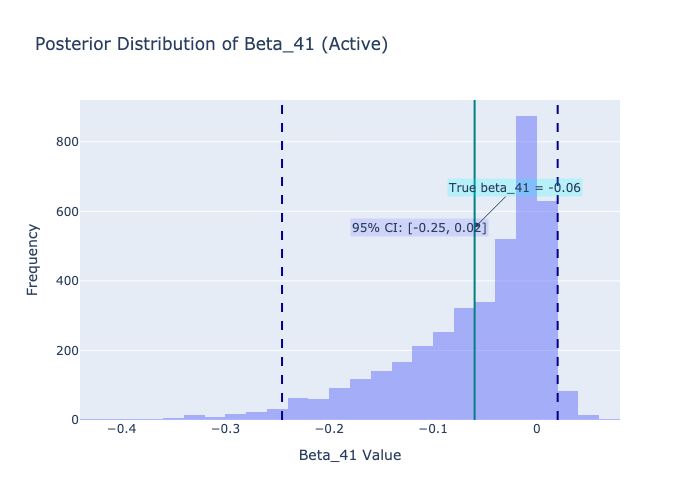 Posterior Distribution of Beta_41 (Active)
800
600
400
200
0
Frequency
True beta_41 = -0.06
95% CI: [-0.25, 0.02]
−0.4
−0.3
−0.2
−0.1
0
Beta_41 Value